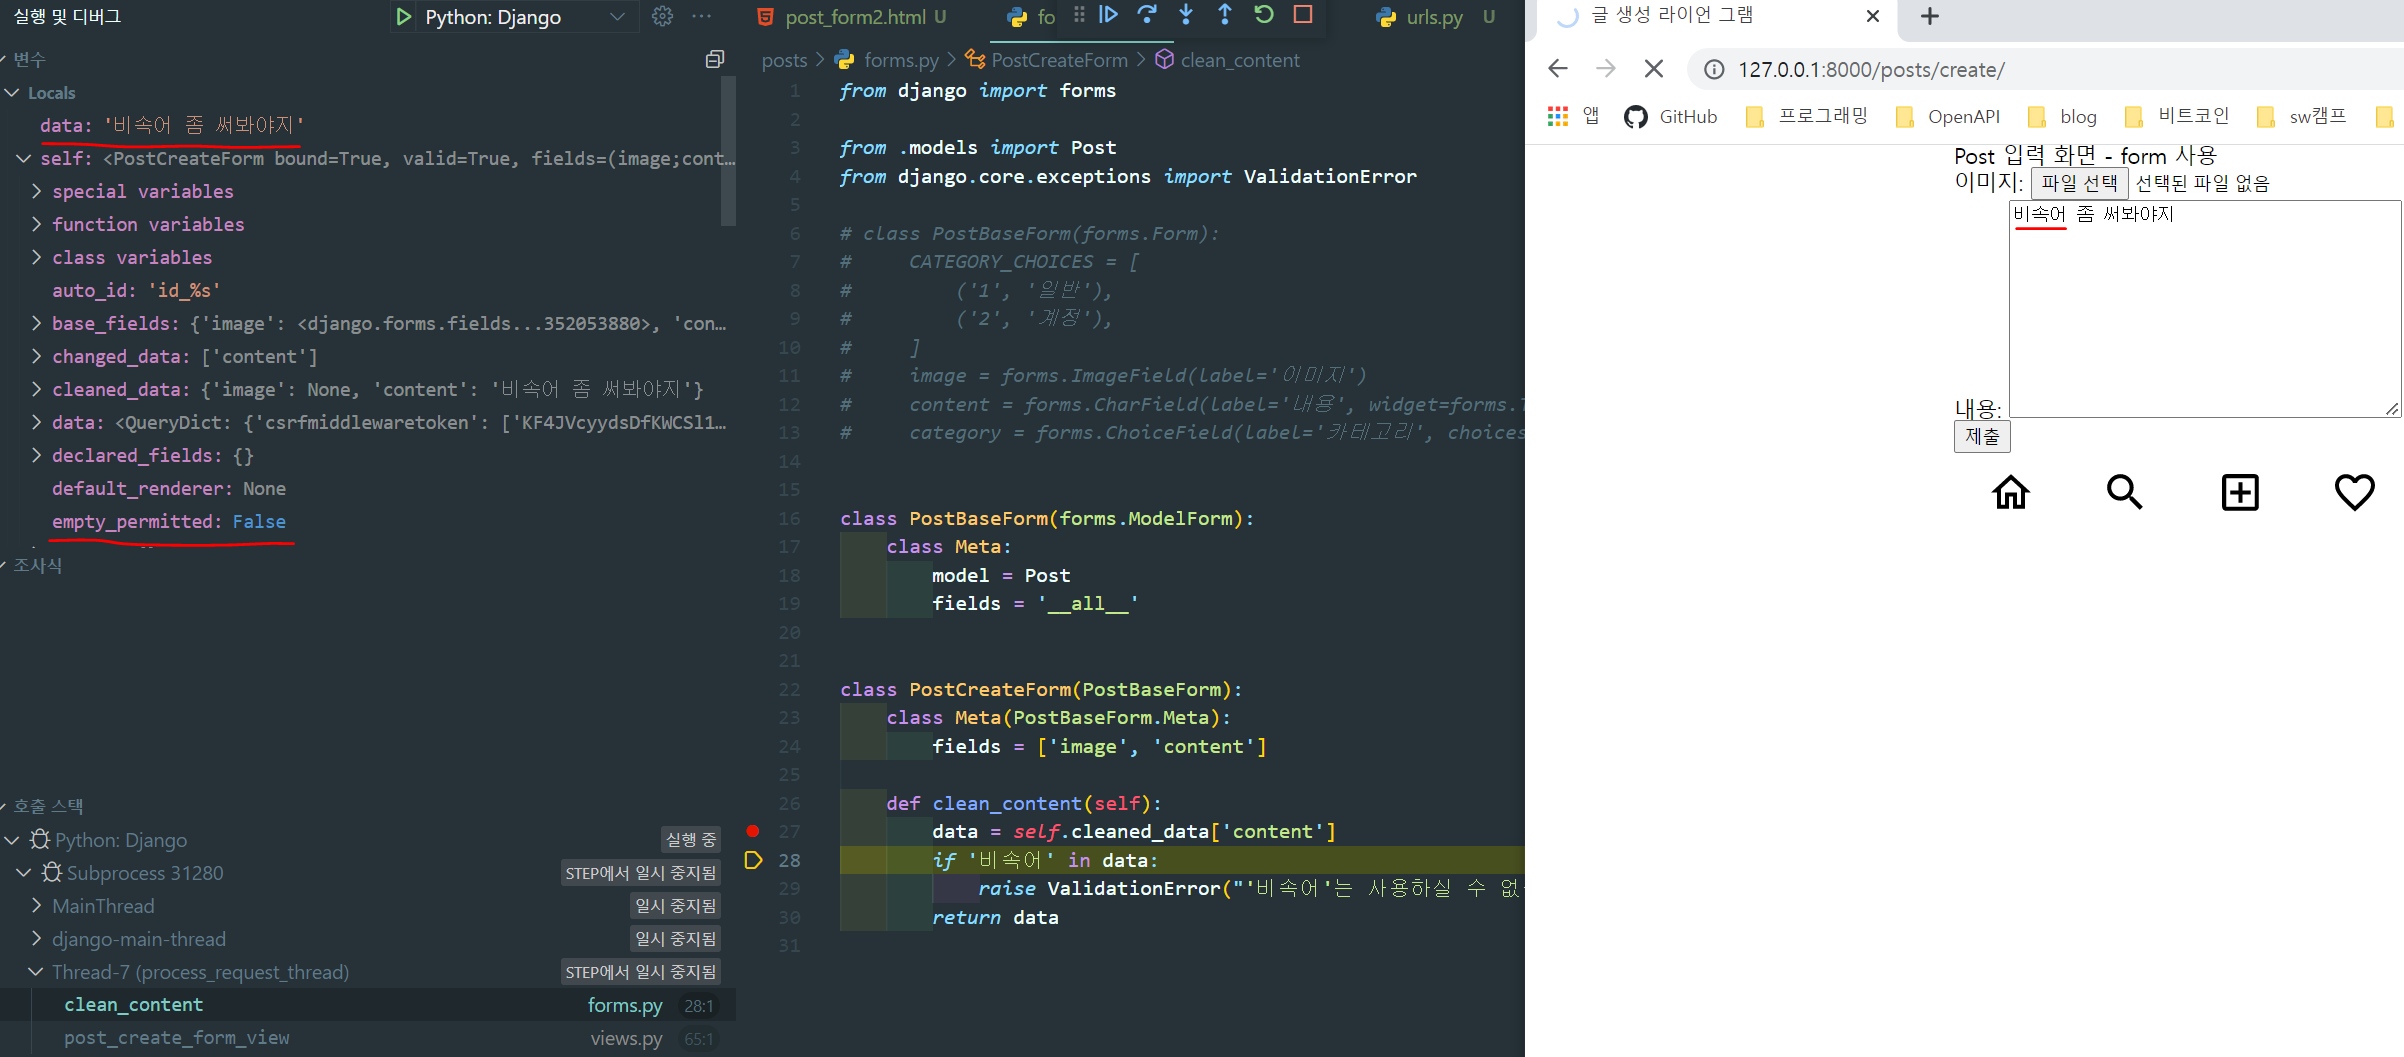 실행 및 디버그
Python: Django
변수
Locals
data: '비속어 좀 써봐야지'
self: <PostCreateForm bound=True, valid=True, fields=(image;cont...
special variables
function variables
class variables
auto_id: 'id_%s'
base_fields: {'image': <django.forms.fields...352053880>, 'con...
changed_data: ['content']
cleaned_data: {'image': None, 'content': '비속어 좀 써봐야지'}
data: <QueryDict: {'csrfmiddlewaretoken': ['KF4JVcyydsDfKWCSl1...
declared_fields: {}
default_renderer: None
empty_permitted: False
조사식
호출 스택
Python: Django 실행 중
Subprocess 31280 STEP에서 일시 중지됨
MainThread 일시 중지됨
django-main-thread 일시 중지됨
Thread-7 (process_request_thread) STEP에서 일시 중지됨
clean_content forms.py 28:1
post_create_form_view views.py 65:1
post_form2.html U
fo
urls.py U
posts > forms.py > PostCreateForm > clean_content
1 from django import forms
2
3 from .models import Post
4 from django.core.exceptions import ValidationError
5
6 # class PostBaseForm(forms.Form):
7 #     CATEGORY_CHOICES = [
8 #         ('1', '일반'),
9 #         ('2', '계정'),
10 #     ]
11 #     image = forms.ImageField(label='이미지')
12 #     content = forms.CharField(label='내용', widget=forms.T
13 #     category = forms.ChoiceField(label='카테고리', choices
14
15
16 class PostBaseForm(forms.ModelForm):
17     class Meta:
18         model = Post
19         fields = '__all__'
20
21
22 class PostCreateForm(PostBaseForm):
23     class Meta(PostBaseForm.Meta):
24         fields = ['image', 'content']
25
26     def clean_content(self):
27         data = self.cleaned_data['content']
28         if '비속어' in data:
29             raise ValidationError("'비속어'는 사용하실 수 없
30         return data
31
글 생성 라이언 그램
127.0.0.1:8000/posts/create/
앱 GitHub 프로그래밍 OpenAPI blog 비트코인 sw캠프
Post 입력 화면 - form 사용
이미지: 파일 선택 선택된 파일 없음
비속어 좀 써봐야지
내용:
제출